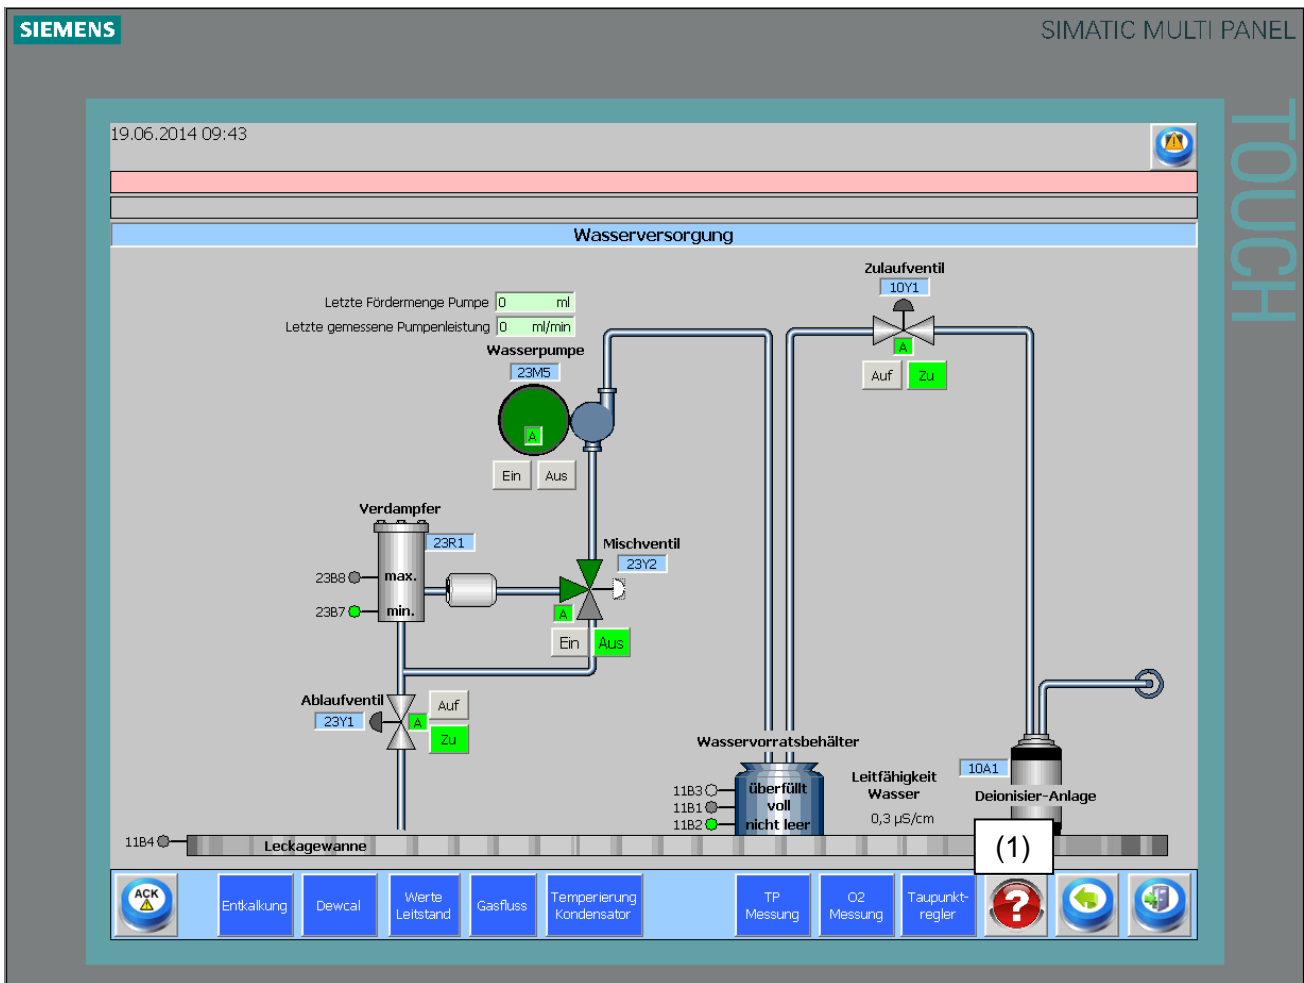 SIEMENS
SIMATIC MULTI PANEL
TOUCH
19.06.2014 09:43
Wasserversorgung
Zulaufventil
10Y1
A
Auf
Zu
Letzte Fördermenge Pumpe 0 ml
Letzte gemessene Pumpenleistung 0 ml/min
Wasserpumpe
23M5
A
Ein
Aus
Verdampfer
23R1
23B8
max.
23B7
min.
Mischventil
23Y2
A
Ein
Aus
Ablaufventil
23Y1
A
Auf
Zu
Wasservorratsbehälter
11B3
überfüllt
11B1
voll
11B2
nicht leer
Leitfähigkeit
Wasser
0,3 µS/cm
10A1
Deionisier-Anlage
11B4
Leckagewanne
(1)
ACK
Entkalkung
Dewcal
Werte
Leitstand
Gasfluss
Temperierung
Kondensator
TP
Messung
O2
Messung
Taupunkt-
regler
?